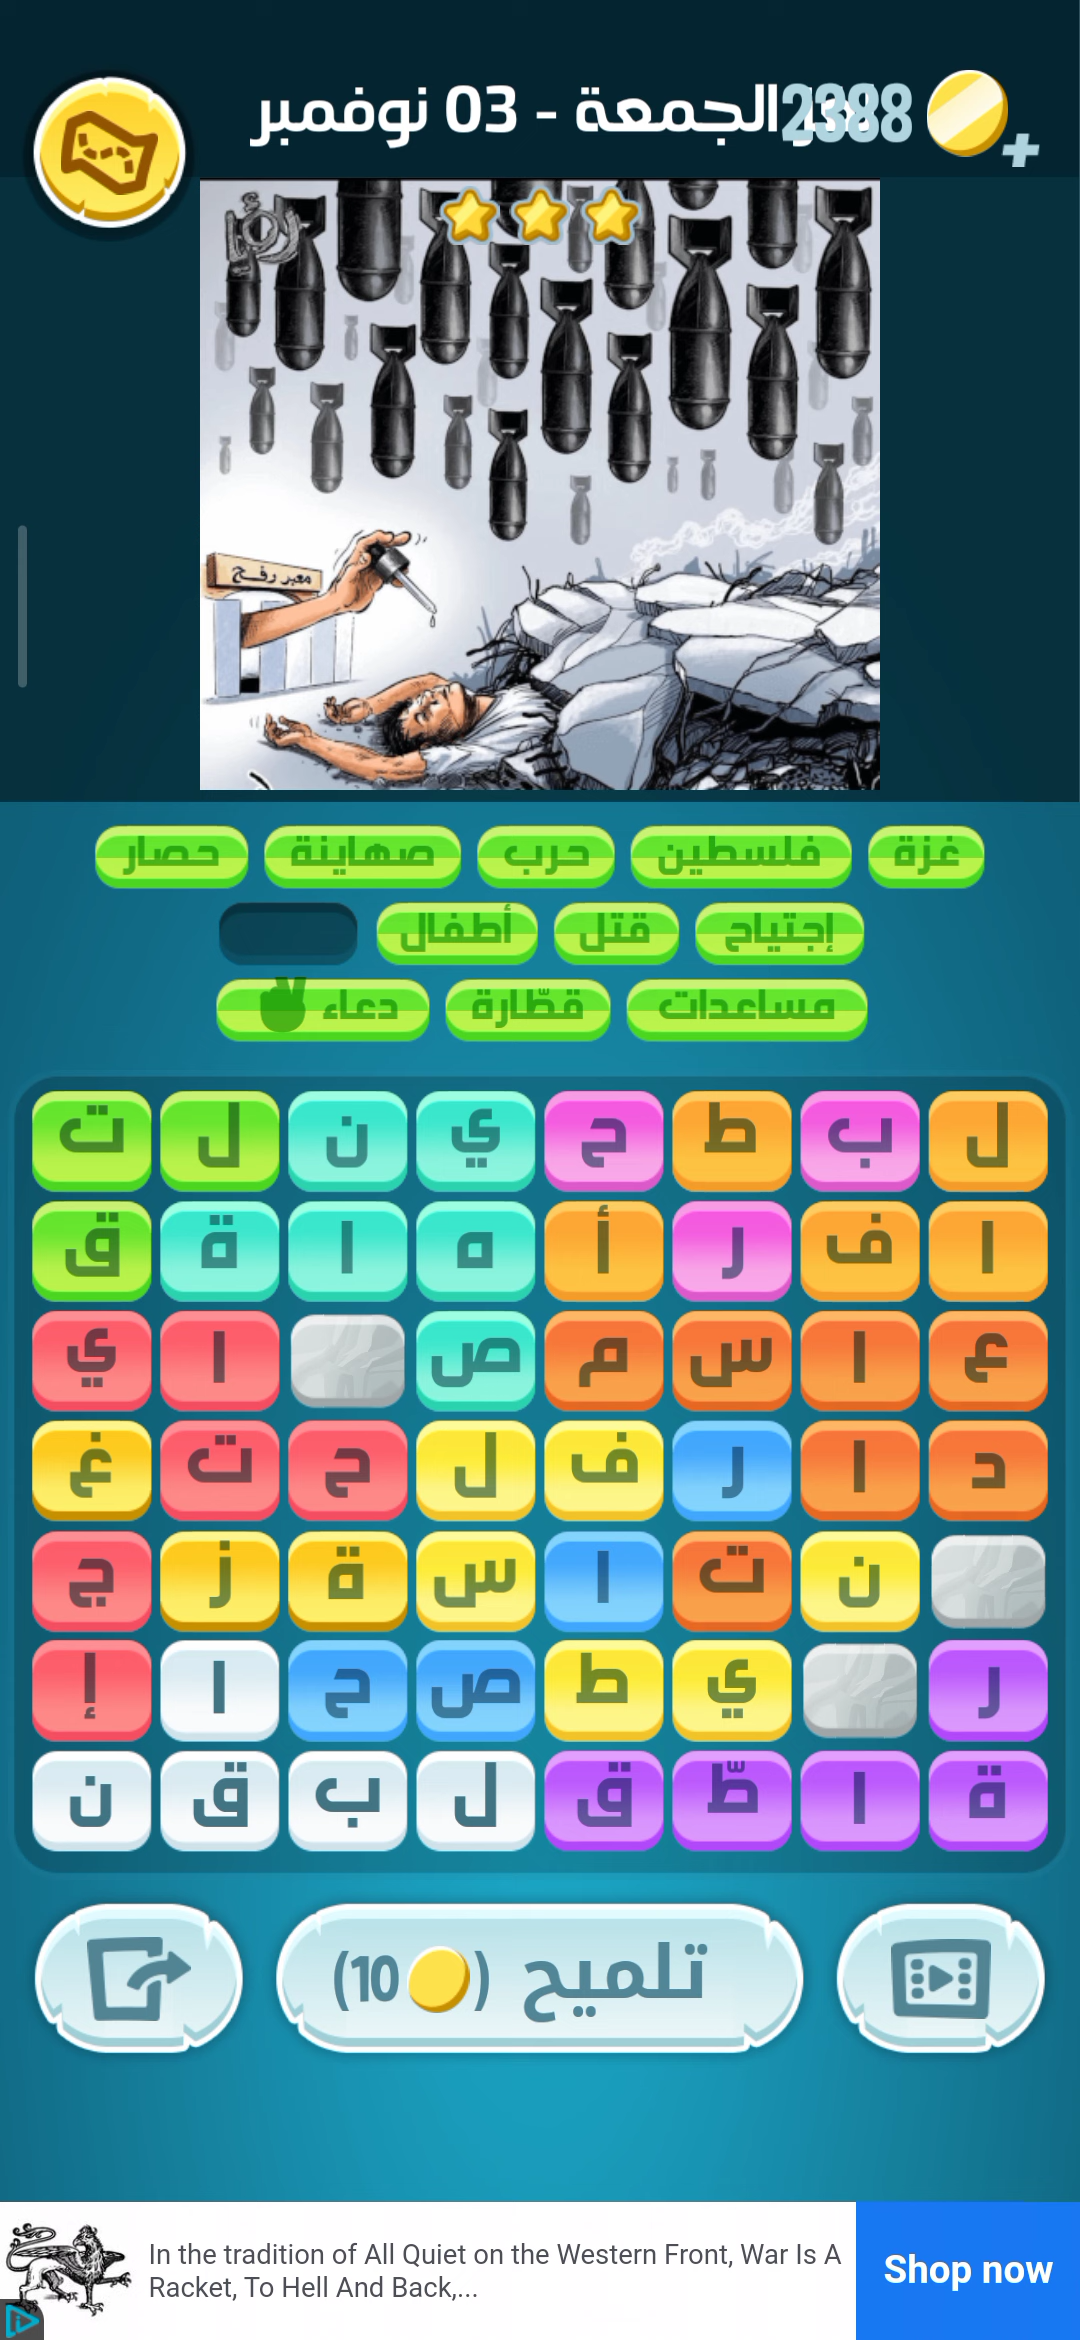 لغز الجمعة - 03 نوفمبر
2388
معبر رفح
غزة فلسطين حرب صهاينة حصار
إجتياح قتل أطفال
مساعدات قطّارة دعاء
ل ب ط ح ي ن ل ت
ا ف ر أ ه ا ة ق
ع ا س م ص ا ي
د ا ر ف ل ح ت غ
ن ت ا س ة ز ج
ر ي ط ص ح ا إ
ة ا طّ ق ل ب ق ن
تلميح (10)
In the tradition of All Quiet on the Western Front, War Is A
Racket, To Hell And Back,...
Shop now